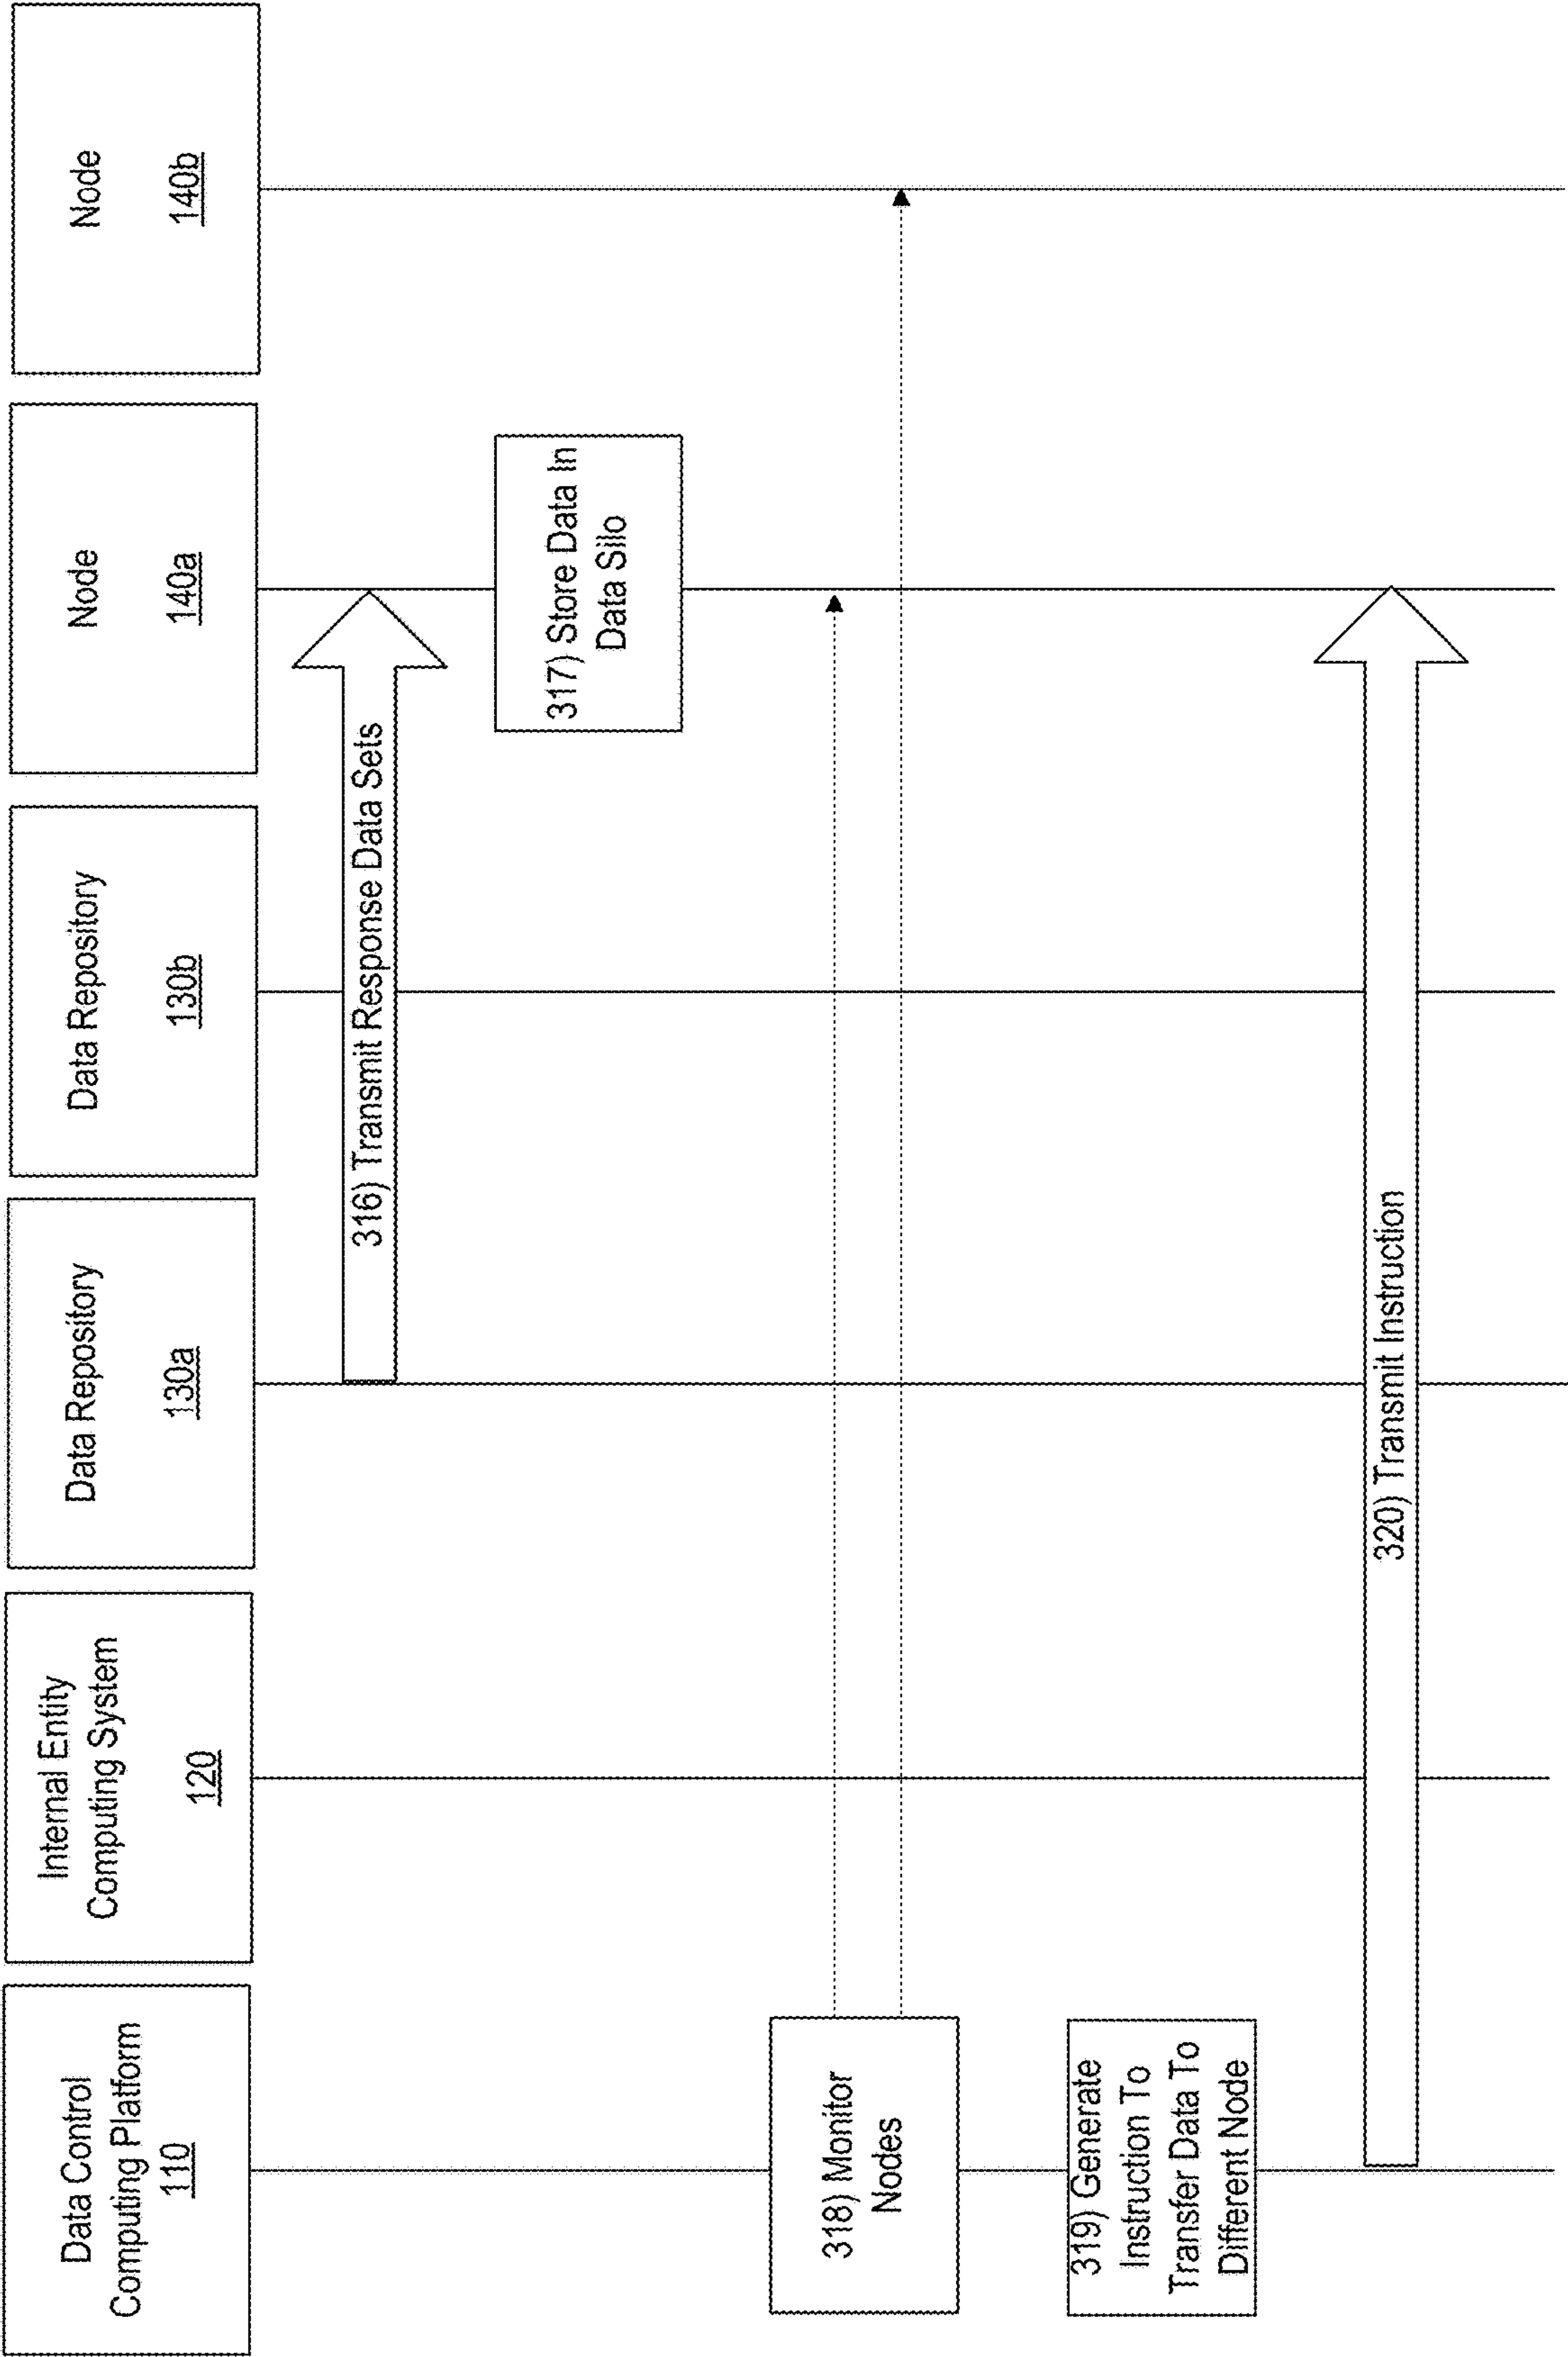 Data Control
Computing Platform
110
Internal Entity
Computing System
120
Data Repository
130a
Data Repository
130b
Node
140a
Node
140b
316) Transmit Response Data Sets
317) Store Data In
Data Silo
318) Monitor
Nodes
319) Generate
Instruction To
Transfer Data To
Different Node
320) Transmit Instruction